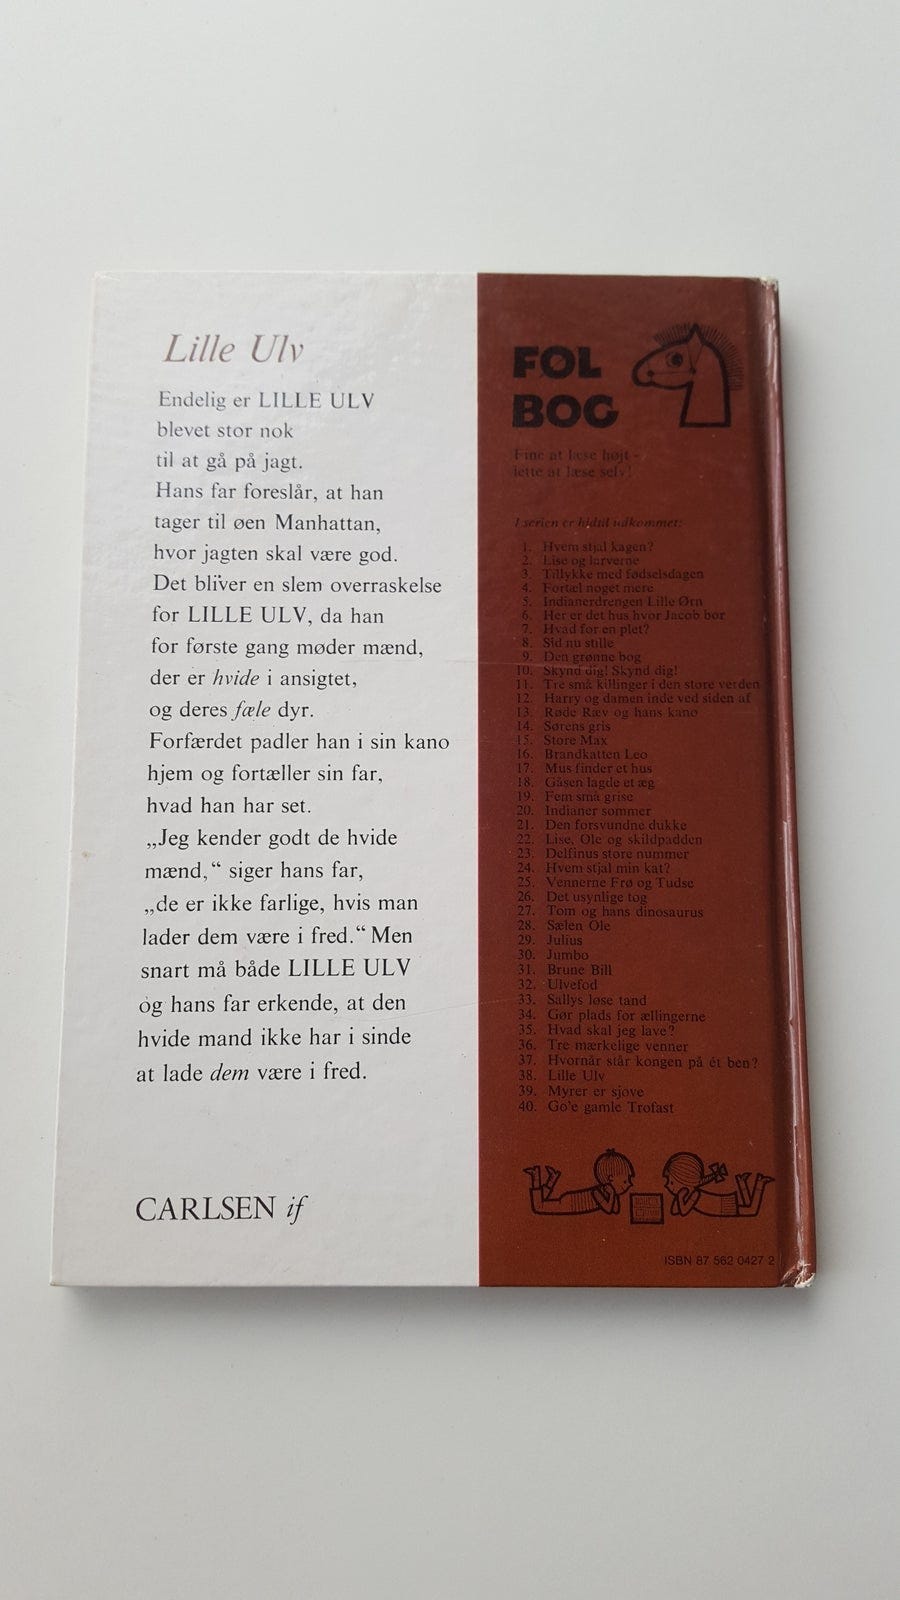 Lille Ulv
Endelig er LILLE ULV
blevet stor nok
til at gå på jagt.
Hans far foreslår, at han
tager til øen Manhattan,
hvor jagten skal være god.
Det bliver en slem overraskelse
for LILLE ULV, da han
for første gang møder mænd,
der er hvide i ansigtet,
og deres fæle dyr.
Forfærdet padler han i sin kano
hjem og fortæller sin far,
hvad han har set.
„Jeg kender godt de hvide
mænd,“ siger hans far,
„de er ikke farlige, hvis man
lader dem være i fred.“ Men
snart må både LILLE ULV
og hans far erkende, at den
hvide mand ikke har i sinde
at lade dem være i fred.
CARLSEN if
FØL
BOG
Fine at læse højt –
lette at læse selv!
I serien er hidtil udkommet:
1. Hvem stjal kagen?
2. Lise og larverne
3. Tillykke med fødselsdagen
4. Fortæl noget mere
5. Indianerdrengen Lille Ørn
6. Her er det hus hvor Jacob bor
7. Hvad for en plet?
8. Sid nu stille
9. Den grønne bog
10. Skynd dig! Skynd dig!
11. Tre små killinger i den store verden
12. Harry og damen inde ved siden af
13. Røde Ræv og hans kano
14. Sørens gris
15. Store Max
16. Brandkatten Leo
17. Mus finder et hus
18. Gåsen lagde et æg
19. Fem små grise
20. Indianer sommer
21. Den forsvundne dukke
22. Lise, Ole og skildpadden
23. Delfinus store nummer
24. Hvem stjal min kat?
25. Vennerne Frø og Tudse
26. Det usynlige tog
27. Tom og hans dinosaurus
28. Sælen Ole
29. Julius
30. Jumbo
31. Brune Bill
32. Ulvefod
33. Sallys løse tand
34. Gør plads for ællingerne
35. Hvad skal jeg lave?
36. Tre mærkelige venner
37. Hvornår står kongen på ét ben?
38. Lille Ulv
39. Myrer er sjove
40. Go'e gamle Trofast
ISBN 87 562 0427 2